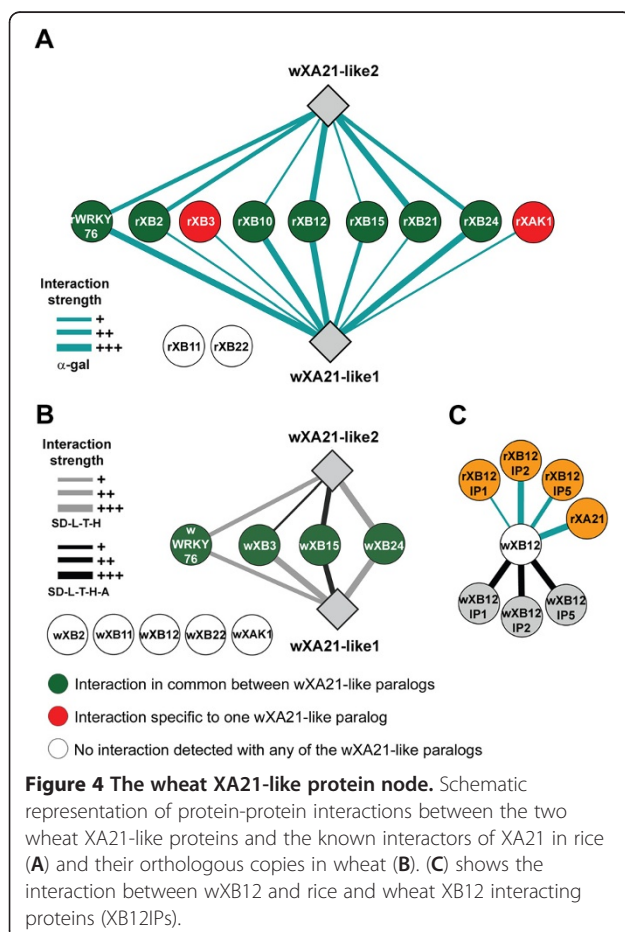 A
wXA21-like2
rWRKY
76
rXB2
rXB3
rXB10
rXB12
rXB15
rXB21
rXB24
rXAK1
Interaction
strength
+
++
+++
α-gal
rXB11
rXB22
wXA21-like1
B
Interaction
strength
+
++
+++
SD-L-T-H
+
++
+++
SD-L-T-H-A
wXA21-like2
w
WRKY
76
wXB3
wXB15
wXB24
wXB2
wXB11
wXB12
wXB22
wXAK1
wXA21-like1
C
rXB12
IP1
rXB12
IP2
rXB12
IP5
rXA21
wXB12
wXB12
IP1
wXB12
IP2
wXB12
IP5
Interaction in common between wXA21-like paralogs
Interaction specific to one wXA21-like paralog
No interaction detected with any of the wXA21-like paralogs
Figure 4 The wheat XA21-like protein node. Schematic
representation of protein-protein interactions between the two
wheat XA21-like proteins and the known interactors of XA21 in rice
(A) and their orthologous copies in wheat (B). (C) shows the
interaction between wXB12 and rice and wheat XB12 interacting
proteins (XB12IPs).